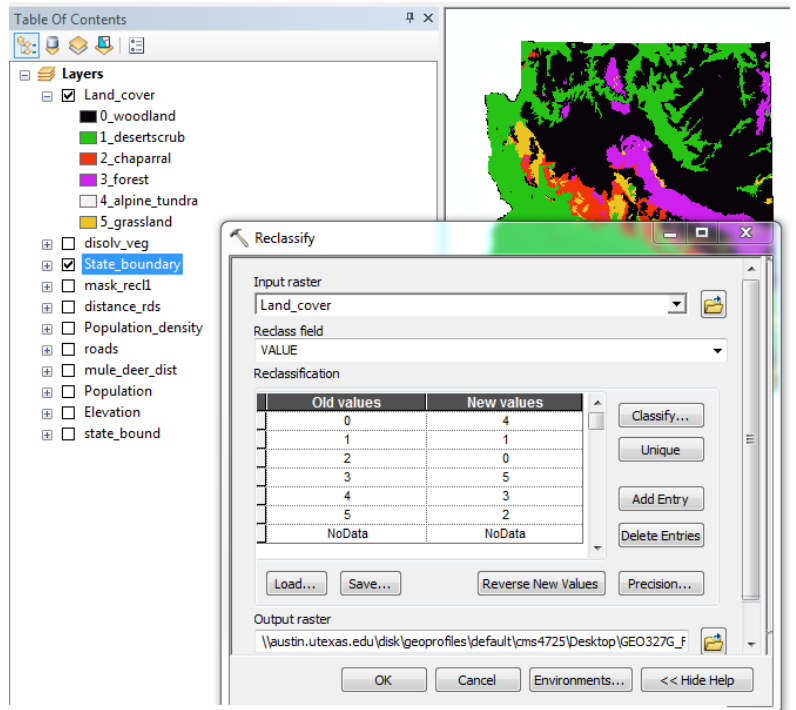 Table Of Contents
Layers
Land_cover
0_woodland
1_desertscrub
2_chaparral
3_forest
4_alpine_tundra
5_grassland
disolv_veg
State_boundary
mask_recl1
distance_rds
Population_density
roads
mule_deer_dist
Population
Elevation
state_bound
Reclassify
Input raster
Land_cover
Reclass field
VALUE
Reclassification
Old values New values
0 4
1 1
2 0
3 5
4 3
5 2
NoData NoData
Classify...
Unique
Add Entry
Delete Entries
Load... Save... Reverse New Values Precision...
Output raster
\\austin.utexas.edu\disk\geoprofiles\default\cms4725\Desktop\GEO327G_F
OK Cancel Environments... << Hide Help